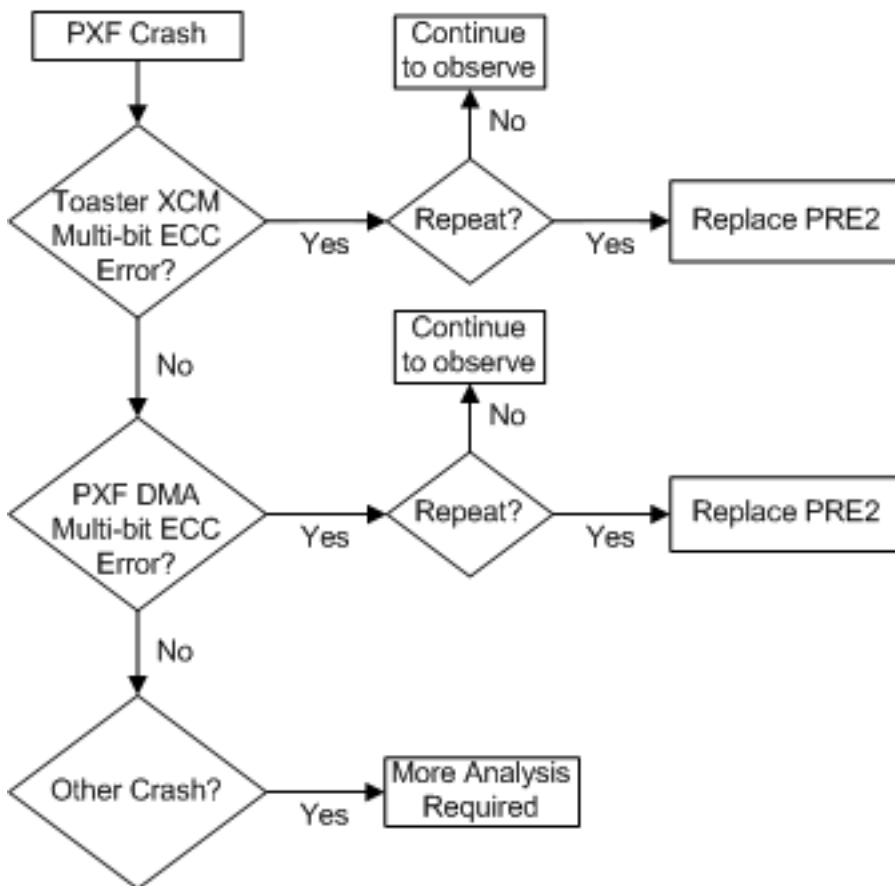 PXF Crash
Continue
to observe
No
Toaster XCM
Multi-bit ECC
Error?
Yes
Repeat?
Yes
Replace PRE2
No
Continue
to observe
No
PXF DMA
Multi-bit ECC
Error?
Yes
Repeat?
Yes
Replace PRE2
No
Other Crash?
Yes
More Analysis
Required